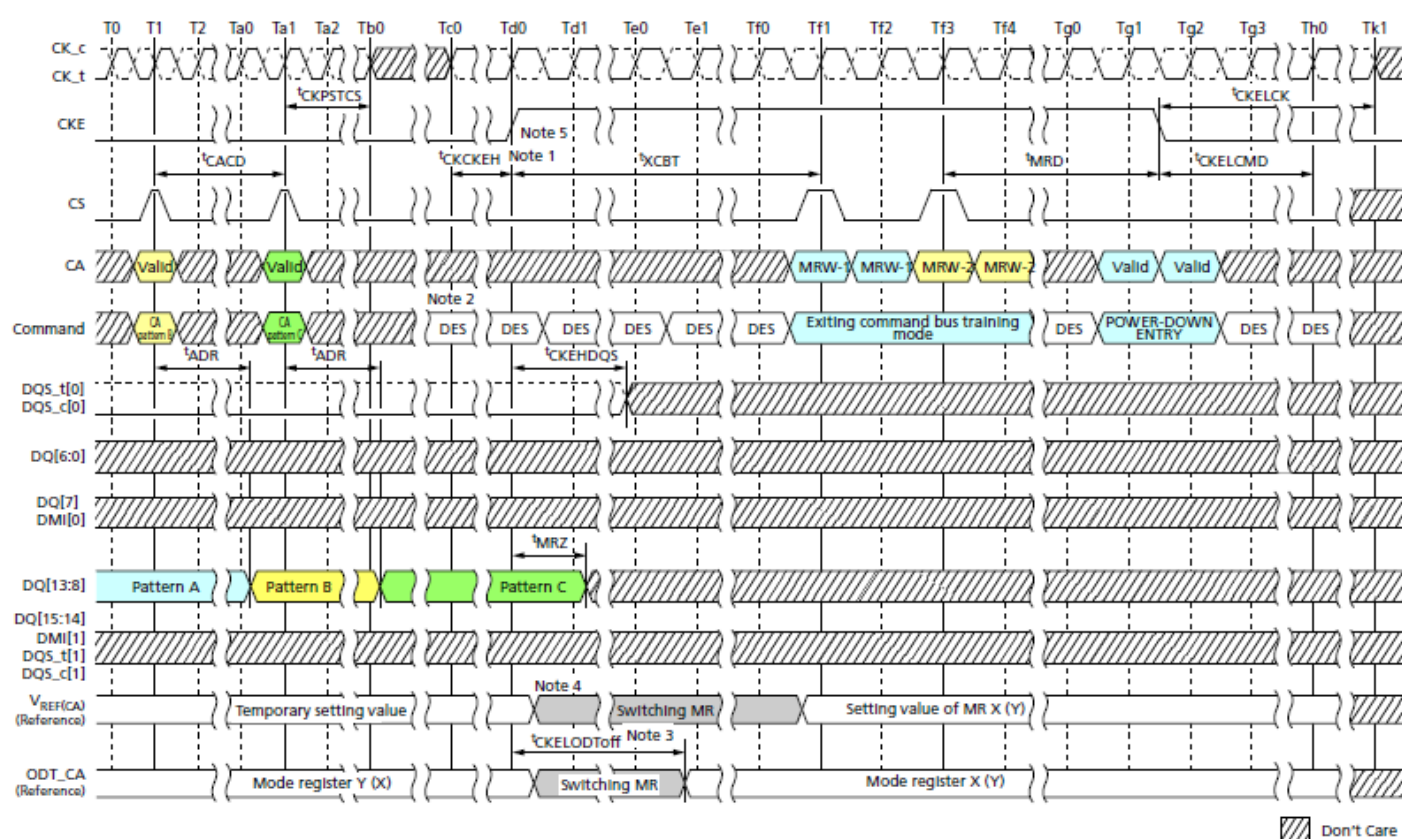 T0 T1 T2 Ta0 Ta1 Ta2 Tb0 Tc0 Td0 Td1 Te0 Te1 Tf0 Tf1 Tf2 Tf3 Tf4 Tg0 Tg1 Tg2 Tg3 Th0 Tk1
CK_c
CK_t
tCKPSTCS tCKELCK
CKE
Note 5
tCACD tCKCKEH Note 1 tXCBT tMRD tCKELCMD
CS
CA Valid Valid MRW-1 MRW-1 MRW-2 MRW-2 Valid Valid
Note 2
Command CA pattern B CA pattern C DES DES DES DES DES DES Exiting command bus training mode DES POWER-DOWN ENTRY DES DES
tADR tADR tCKEHDQS
DQS_t[0]
DQS_c[0]
DQ[6:0]
DQ[7]
DMI[0]
tMRZ
DQ[13:8] Pattern A Pattern B Pattern C
DQ[15:14]
DMI[1]
DQS_t[1]
DQS_c[1]
Note 4
VREF(CA)
(Reference)
Temporary setting value Switching MR Setting value of MR X (Y)
tCKELODToff Note 3
ODT_CA
(Reference)
Mode register Y (X) Switching MR Mode register X (Y)
Don't Care